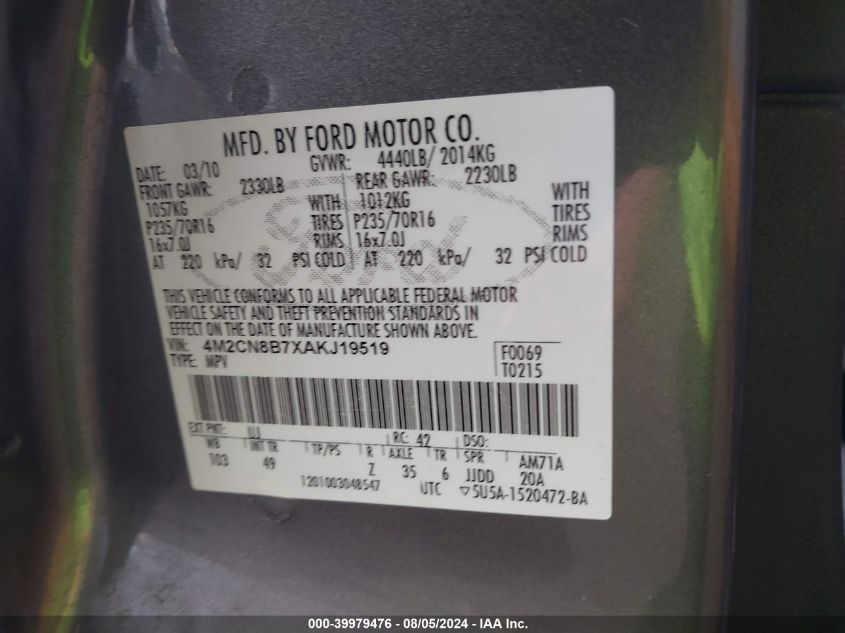 MFD. BY FORD MOTOR CO.
DATE: 03/10 GVWR: 4440LB/ 2014KG
FRONT GAWR: 2330LB REAR GAWR: 2230LB
1057KG WITH 1012KG WITH
P235/70R16 TIRES P235/70R16 TIRES
16x7.0J RIMS 16x7.0J RIMS
AT 220 kPa/ 32 PSI COLD AT 220 kPa/ 32 PSI COLD
Ford
THIS VEHICLE CONFORMS TO ALL APPLICABLE FEDERAL MOTOR
VEHICLE SAFETY AND THEFT PREVENTION STANDARDS IN
EFFECT ON THE DATE OF MANUFACTURE SHOWN ABOVE.
VIN: 4M2CN8B7XAKJ19519 F0069
TYPE: MPV T0215
EXT PNT: UJ RC: 42 DSO:
WB INT TR TP/PS R AXLE TR SPR AM71A
103 49 Z 35 6 JJDD 20A
1201003048547 UTC ▽5U5A-1520472-BA
000-39979476 - 08/05/2024 - IAA Inc.